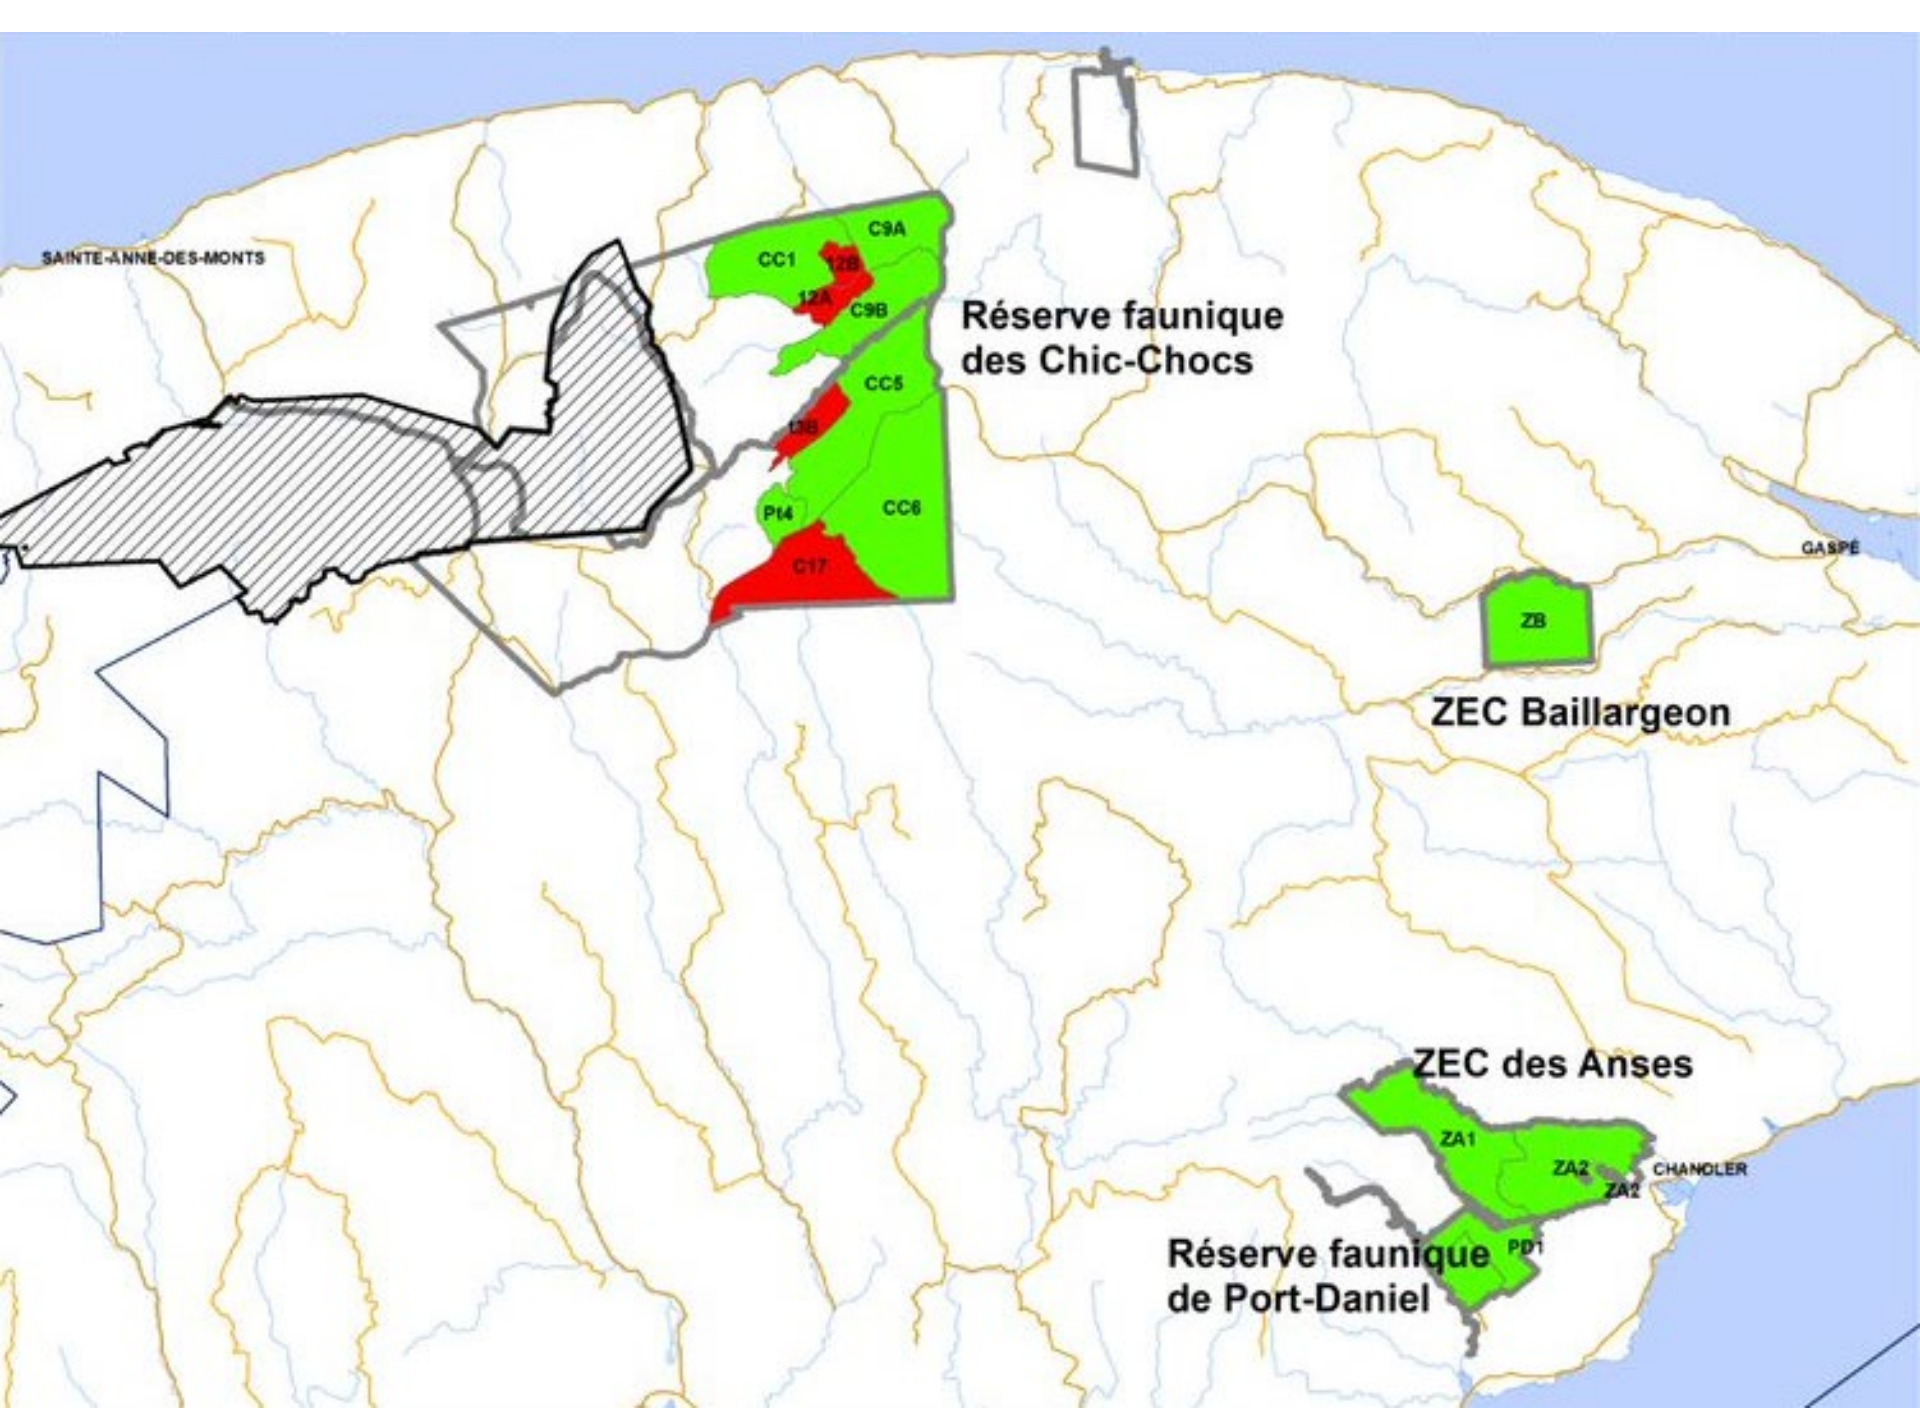 C9A
SAINTE-ANNE-DES-MONTS
CC1
12B
12A
C9B
Réserve faunique
des Chic-Chocs
CC5
13B
Pt4
CC6
C17
GASPÉ
ZB
ZEC Baillargeon
ZEC des Anses
ZA1
ZA2
CHANDLER
ZA2
Réserve faunique
de Port-Daniel
PD1